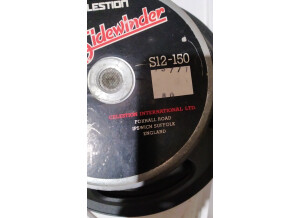 LESTION
Sidewinder
S12-150
CELESTION INTERNATIONAL LTD.
FOXHALL ROAD
IPSWICH SUFFOLK
ENGLAND